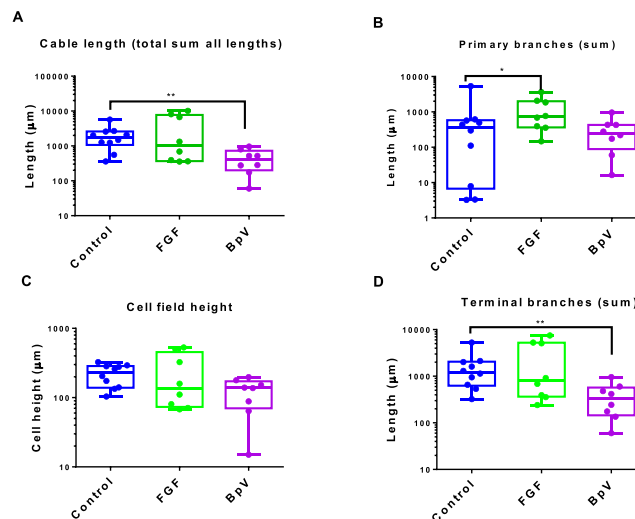 A
Cable length (total sum all lengths)
100000
10000
1000
100
10
Length (µm)
**
Control
FGF
BpV
B
Primary branches (sum)
10000
1000
100
10
1
Length (µm)
*
Control
FGF
BpV
C
Cell field height
1000
100
10
Cell height (µm)
Control
FGF
BpV
D
Terminal branches (sum)
10000
1000
100
10
Length (µm)
**
Control
FGF
BpV